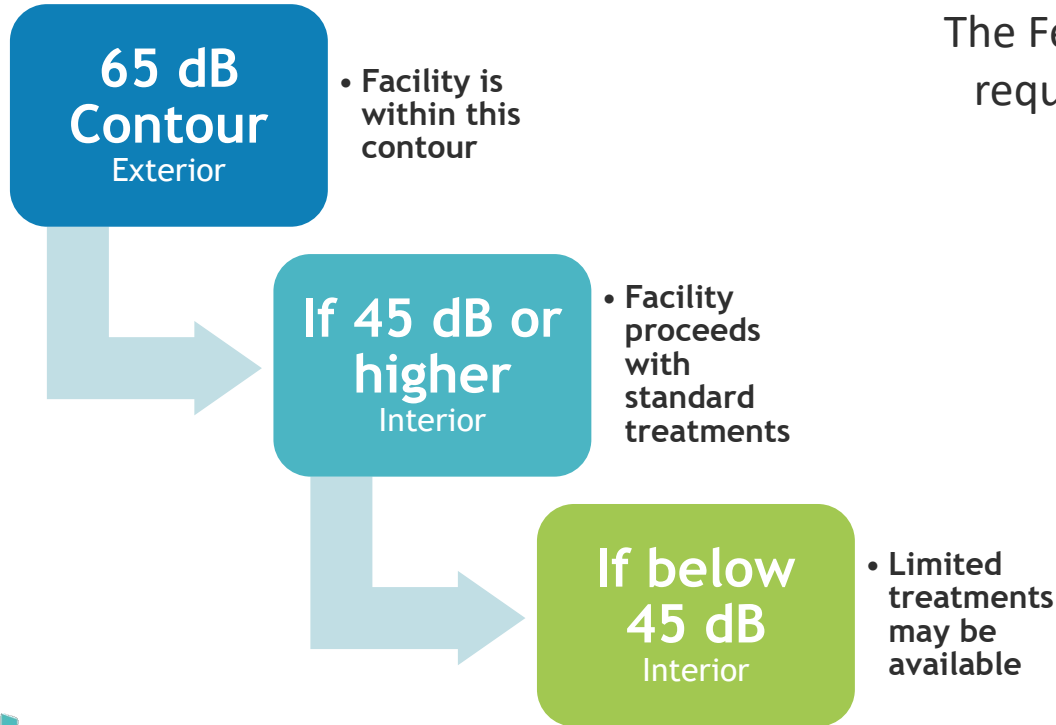 65 dB
Contour
Exterior
• Facility is
within this
contour
The Fe
requ
If 45 dB or
higher
Interior
• Facility
proceeds
with
standard
treatments
If below
45 dB
Interior
• Limited
treatments
may be
available